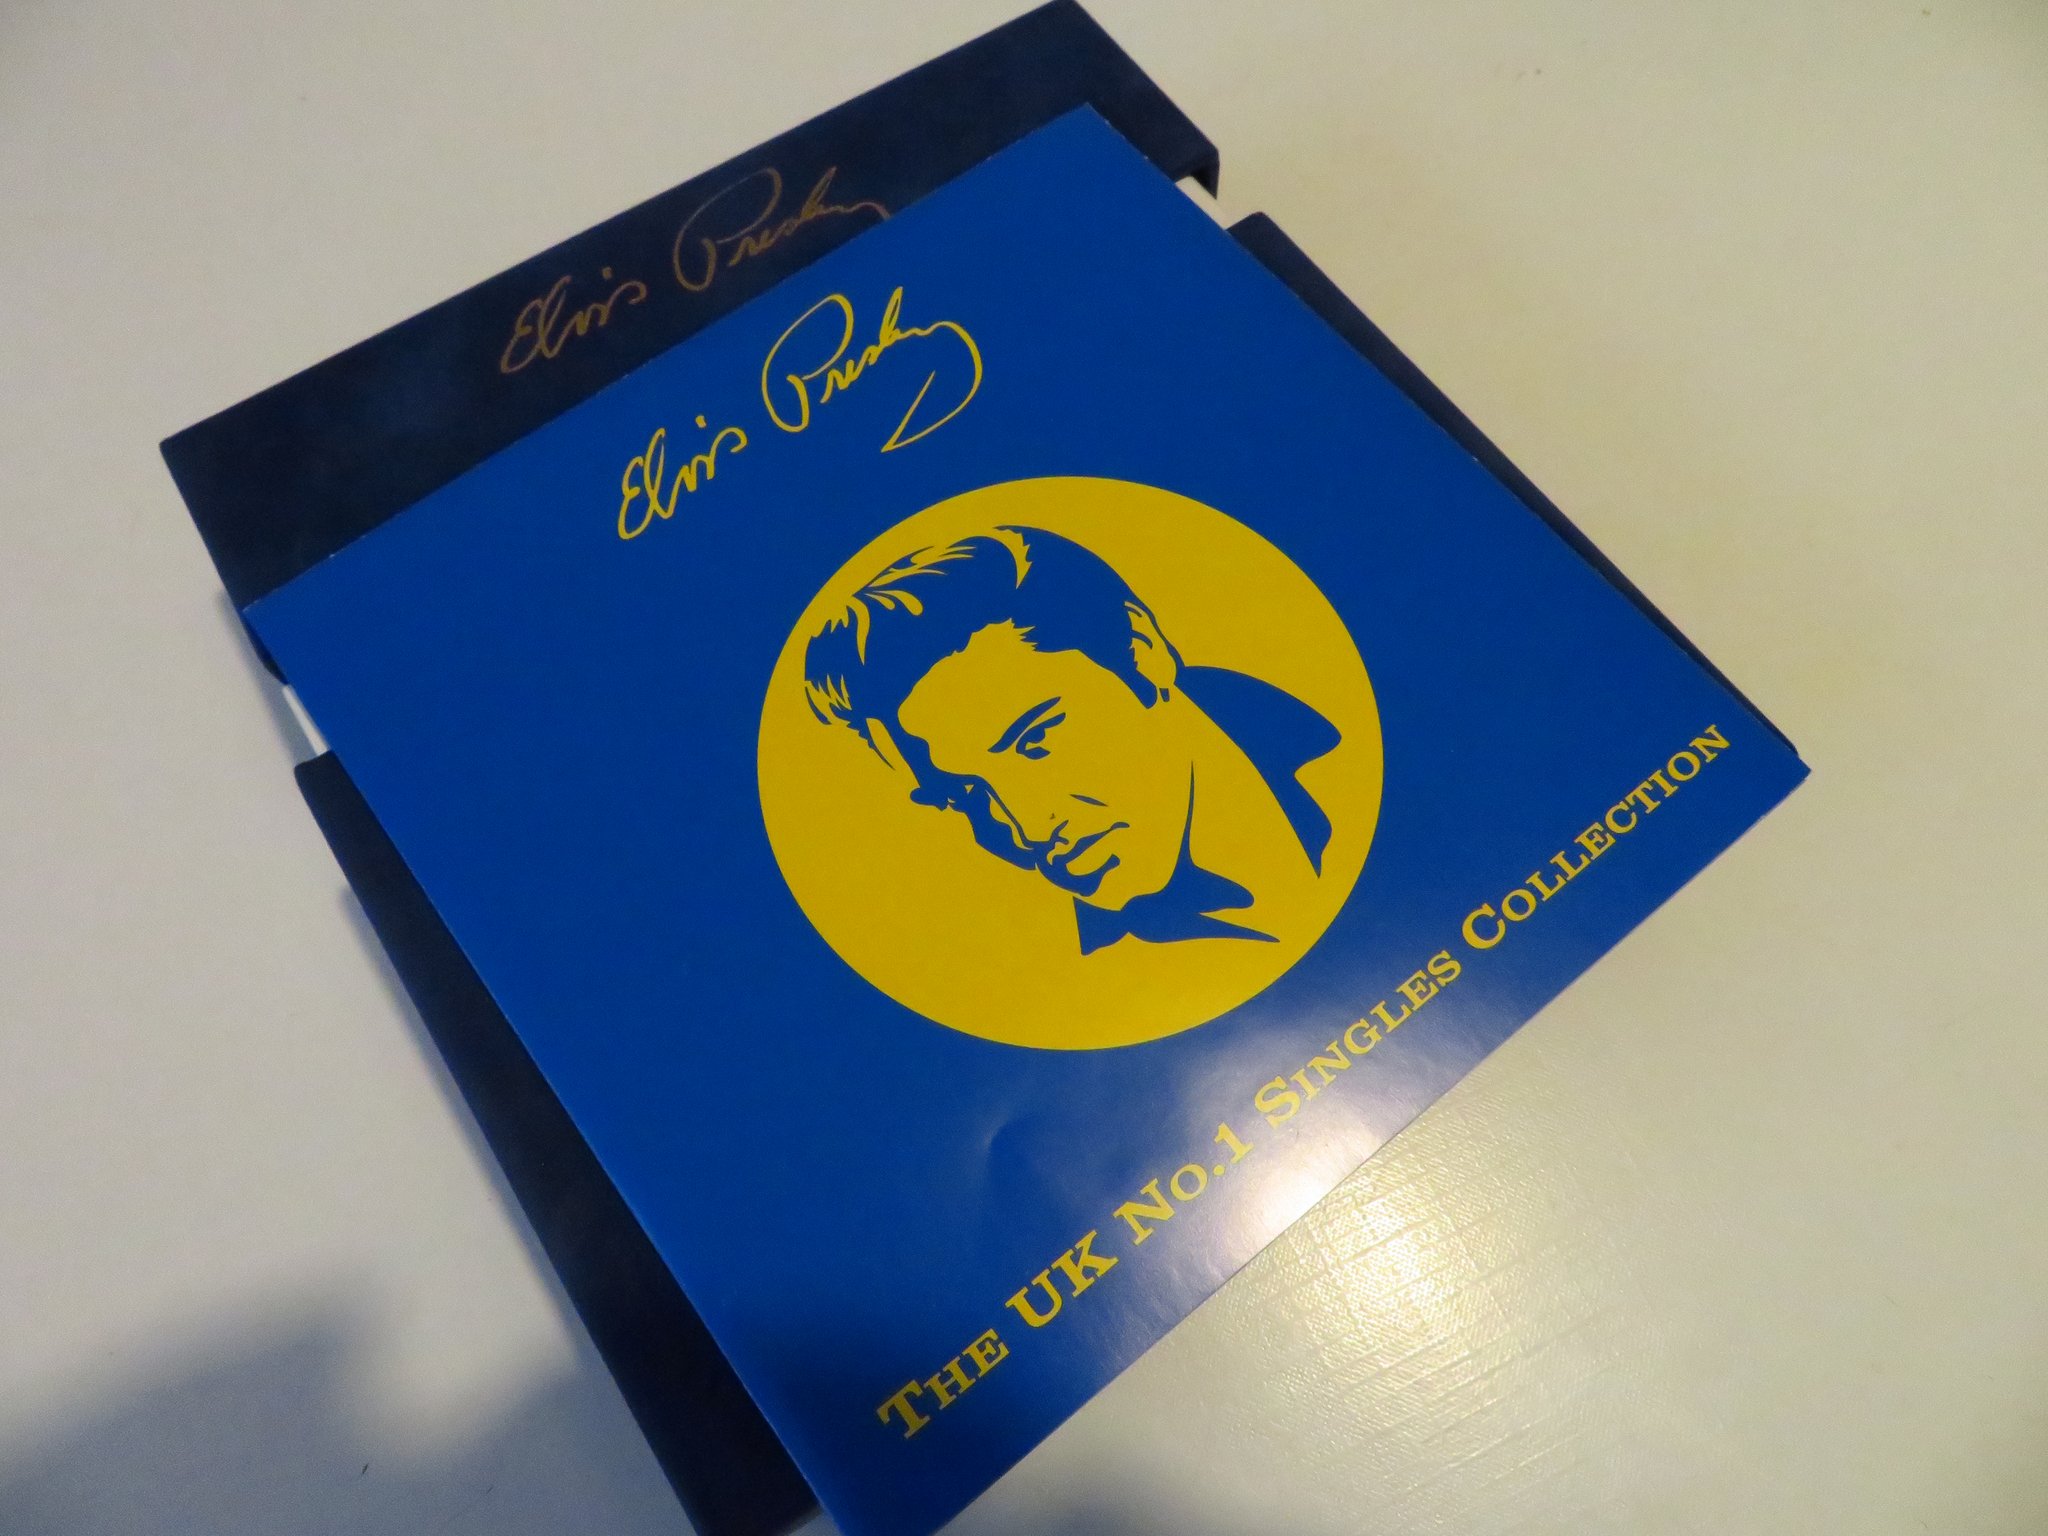 Elvis Presley
Elvis Presley
THE UK NO.1 SINGLES COLLECTION